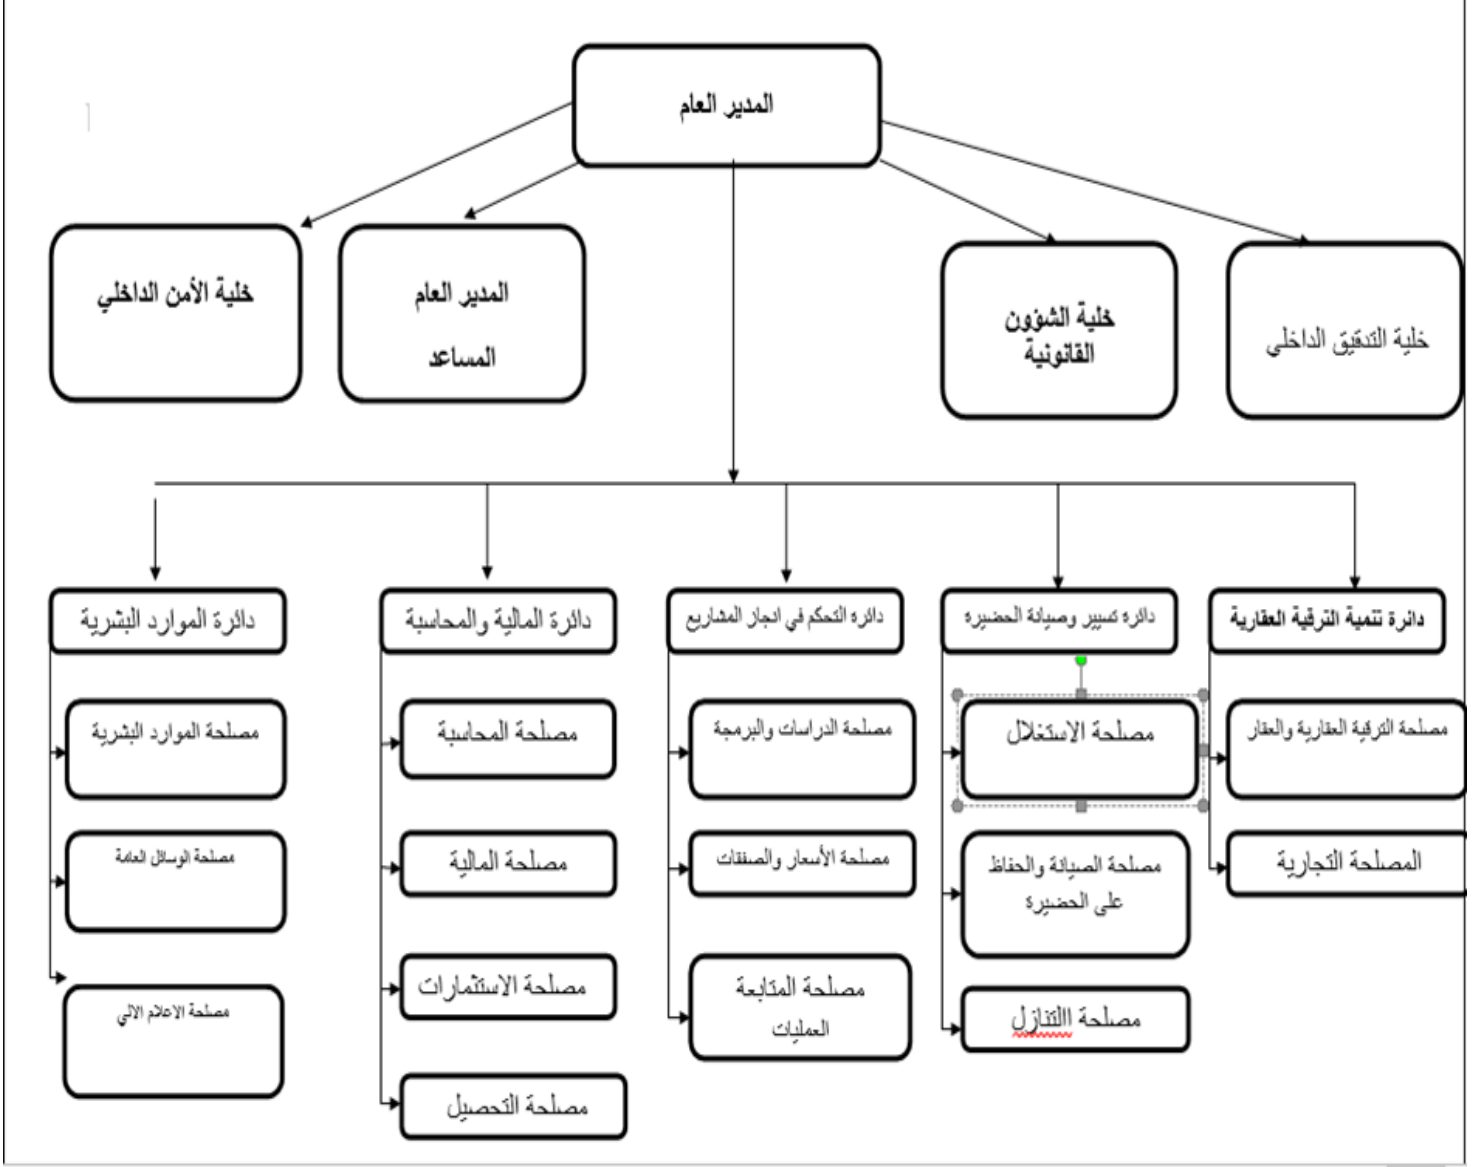 المدير العام
خلية التدقيق الداخلي
خلية الشؤون
القانونية
المدير العام
المساعد
خلية الأمن الداخلي
دائرة تنمية الترقية العقارية
دائرة تسيير وصيانة الحضيرة
دائرة التحكم في انجاز المشاريع
دائرة المالية والمحاسبة
دائرة الموارد البشرية
مصلحة الترقية العقارية والعقار
المصلحة التجارية
مصلحة الاستغلال
مصلحة الصيانة والحفاظ
على الحضيرة
مصلحة االتنازل
مصلحة الدراسات والبرمجة
مصلحة الأسعار والصفقات
مصلحة المتابعة
العمليات
مصلحة المحاسبة
مصلحة المالية
مصلحة الاستثمارات
مصلحة التحصيل
مصلحة الموارد البشرية
مصلحة الوسائل العامة
مصلحة الاعلام الالي